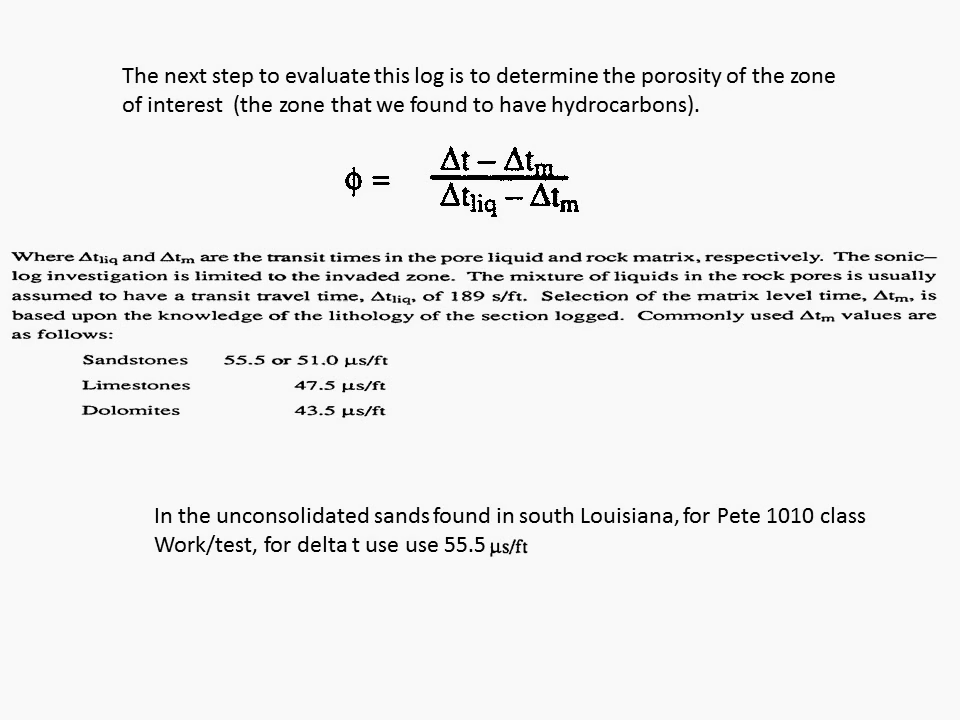 The next step to evaluate this log is to determine the porosity of the zone
of interest (the zone that we found to have hydrocarbons).
ϕ = Δt – Δtm
Δtliq – Δtm
Where Δtliq and Δtm are the transit times in the pore liquid and rock matrix, respectively. The sonic–
log investigation is limited to the invaded zone. The mixture of liquids in the rock pores is usually
assumed to have a transit travel time, Δtliq, of 189 s/ft. Selection of the matrix level time, Δtm, is
based upon the knowledge of the lithology of the section logged. Commonly used Δtm values are
as follows:
Sandstones 55.5 or 51.0 µs/ft
Limestones 47.5 µs/ft
Dolomites 43.5 µs/ft
In the unconsolidated sands found in south Louisiana, for Pete 1010 class
Work/test, for delta t use use 55.5 µs/ft